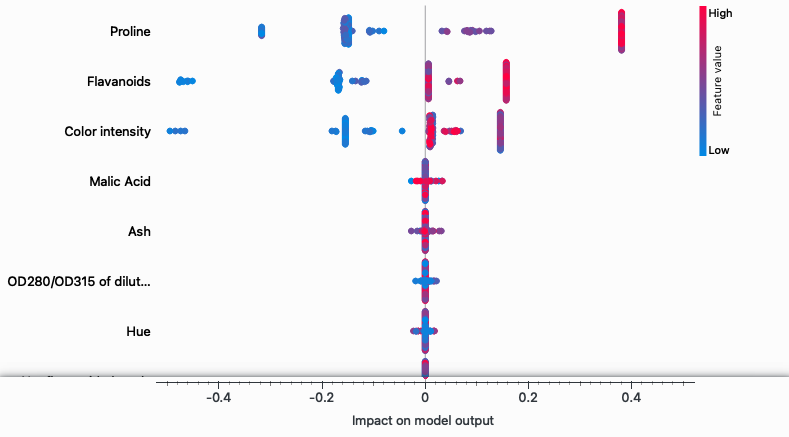 High
Proline
Flavanoids
Feature value
Color intensity
Low
Malic Acid
Ash
OD280/OD315 of dilut...
Hue
-0.4 -0.2 0 0.2 0.4
Impact on model output